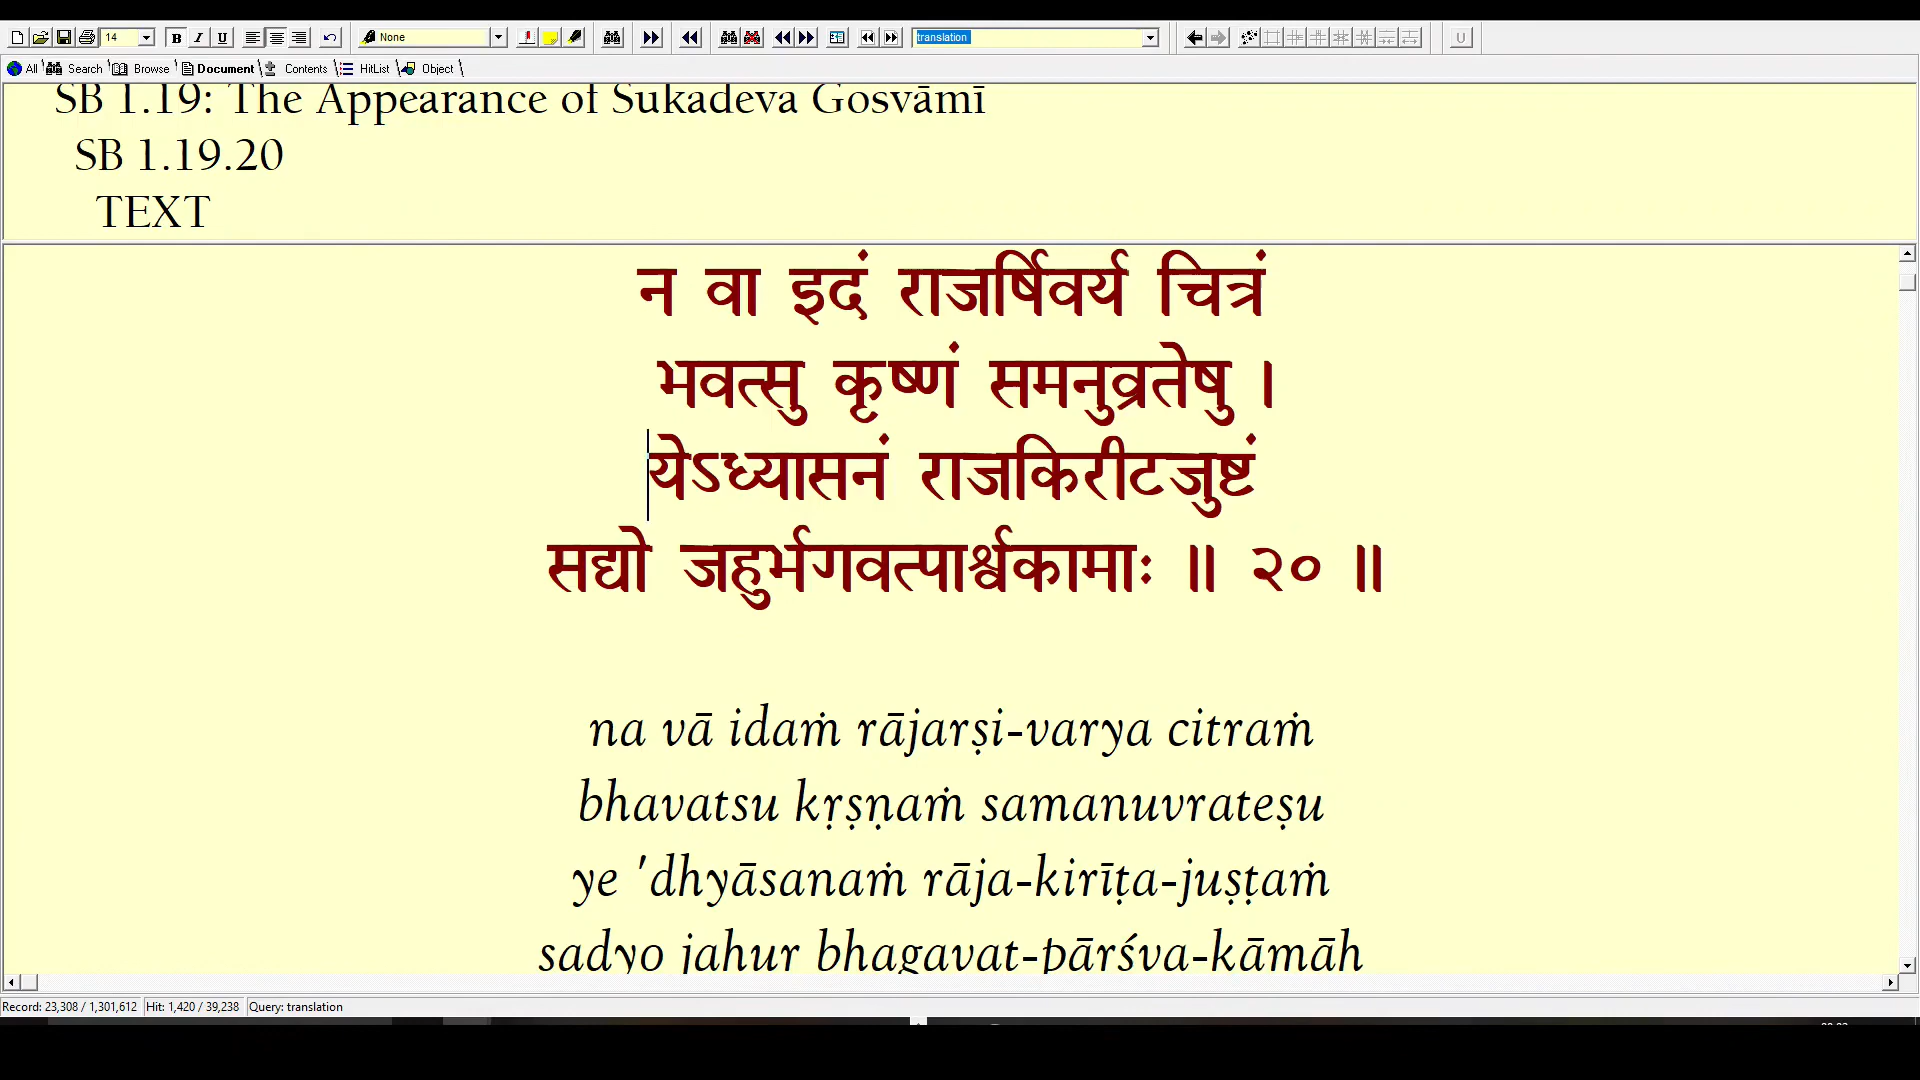 14
B I U
None
translation
U
All Search Browse Document Contents HitList Object
SB 1.19: The Appearance of Śukadeva Gosvāmī
SB 1.19.20
TEXT
न वा इदं राजर्षिवर्य चित्रं
भवत्सु कृष्णं समनुव्रतेषु ।
येऽध्यासनं राजकिरीटजुष्टं
सद्यो जहुर्भगवत्पार्श्वकामाः ॥ २० ॥
na vā idaṁ rājarṣi-varya citraṁ
bhavatsu kṛṣṇaṁ samanuvrateṣu
ye 'dhyāsanaṁ rāja-kirīṭa-juṣṭaṁ
sadyo jahur bhagavat-pārśva-kāmāḥ
Record: 23,308 / 1,301,612 Hit: 1,420 / 39,238 Query: translation